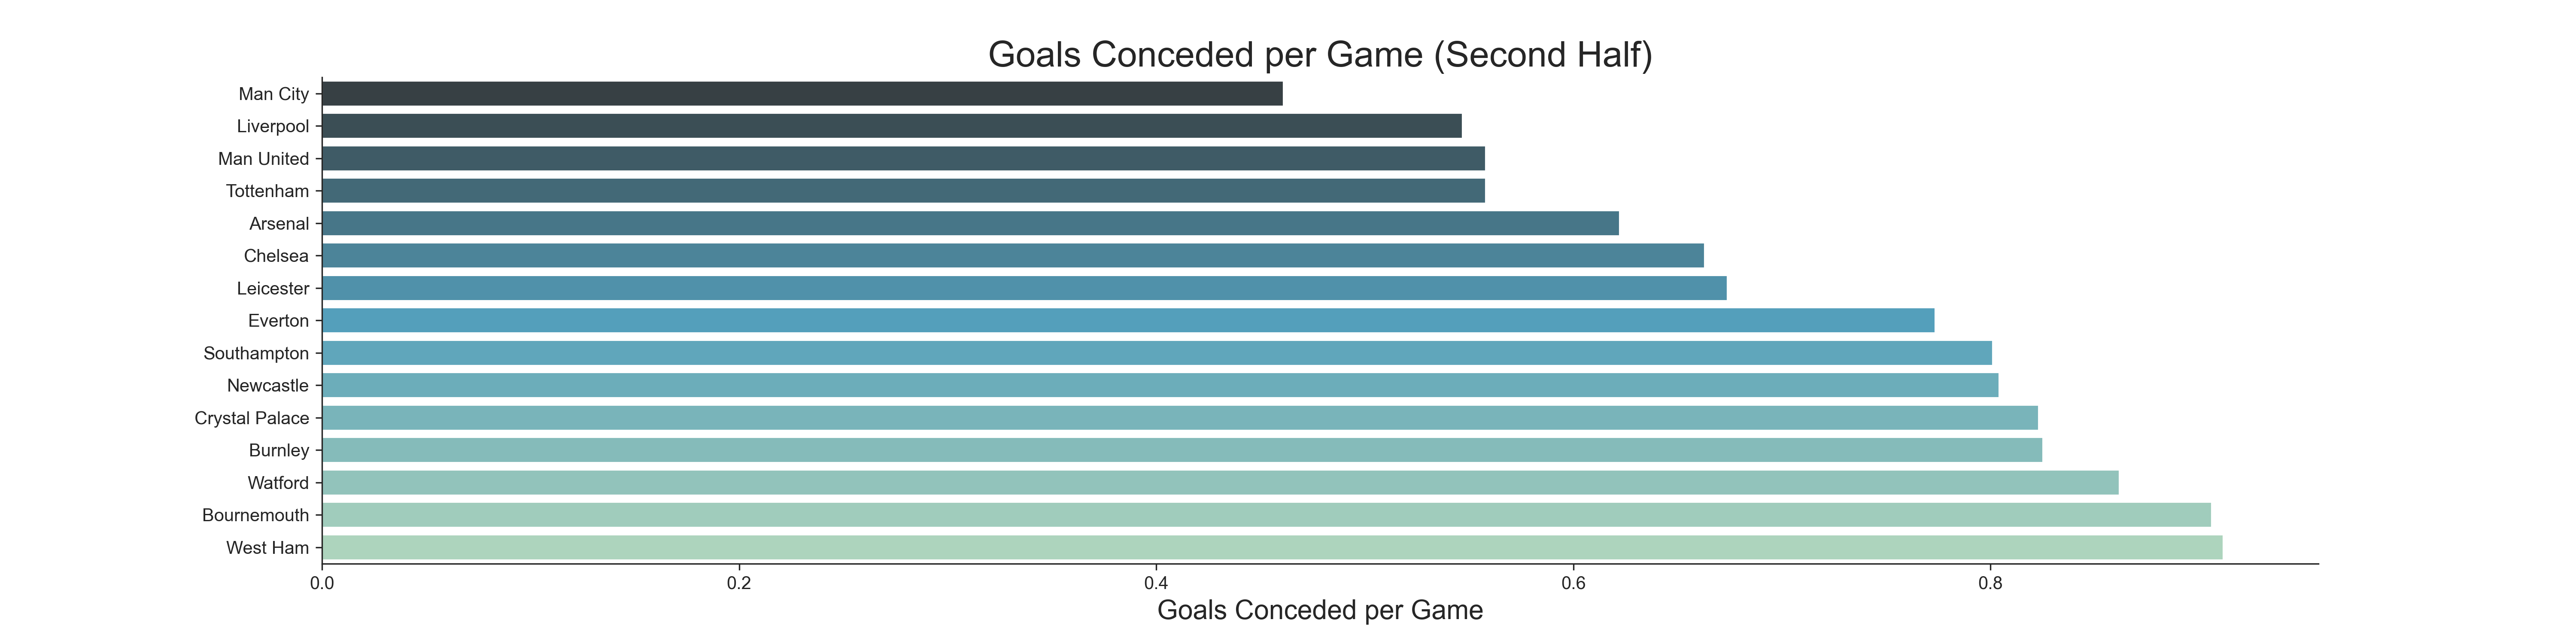 Goals Conceded per Game (Second Half)
Man City
Liverpool
Man United
Tottenham
Arsenal
Chelsea
Leicester
Everton
Southampton
Newcastle
Crystal Palace
Burnley
Watford
Bournemouth
West Ham
0.0 0.2 0.4 0.6 0.8
Goals Conceded per Game